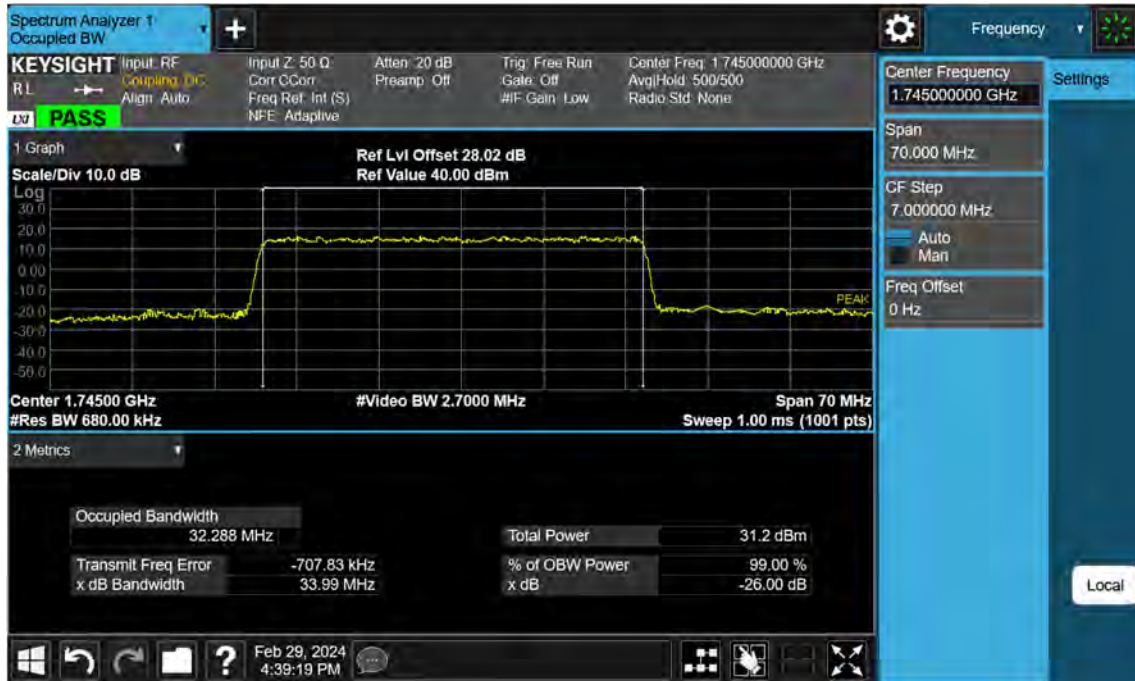 Spectrum Analyzer 1
Occupied BW
+
Frequency
KEYSIGHT
RL
LXI
PASS
Input: RF
Coupling: DC
Align: Auto
Input Z: 50 Ω
Corr CCorr
Freq Ref: Int (S)
NFE: Adaptive
Atten: 20 dB
Preamp: Off
Trig: Free Run
Gate: Off
#IF Gain: Low
Center Freq: 1.745000000 GHz
Avg|Hold: 500/500
Radio Std: None
1 Graph
Scale/Div 10.0 dB
Ref Lvl Offset 28.02 dB
Ref Value 40.00 dBm
Log
30.0
20.0
10.0
0.00
-10.0
-20.0
-30.0
-40.0
-50.0
PEAK
Center 1.74500 GHz
#Video BW 2.7000 MHz
Span 70 MHz
#Res BW 680.00 kHz
Sweep 1.00 ms (1001 pts)
2 Metrics
Occupied Bandwidth
32.288 MHz
Transmit Freq Error -707.83 kHz
x dB Bandwidth 33.99 MHz
Total Power 31.2 dBm
% of OBW Power 99.00 %
x dB -26.00 dB
Center Frequency
1.745000000 GHz
Span
70.000 MHz
CF Step
7.000000 MHz
Auto
Man
Freq Offset
0 Hz
Settings
Local
?
Feb 29, 2024
4:39:19 PM